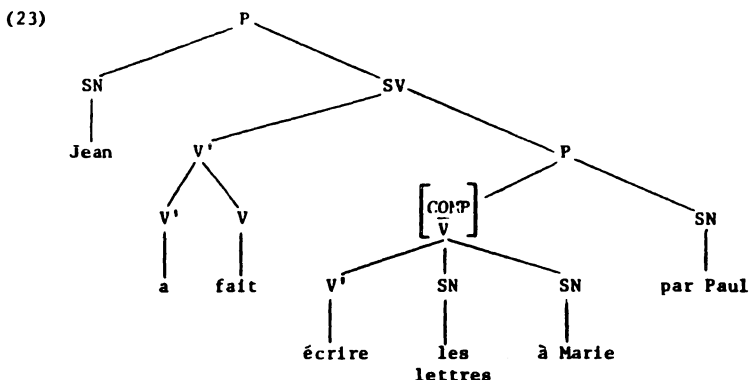 (23) P
SN SV
Jean V' P
V' V [COMP V̄] SN
a fait V' SN SN par Paul
écrire les à Marie
lettres